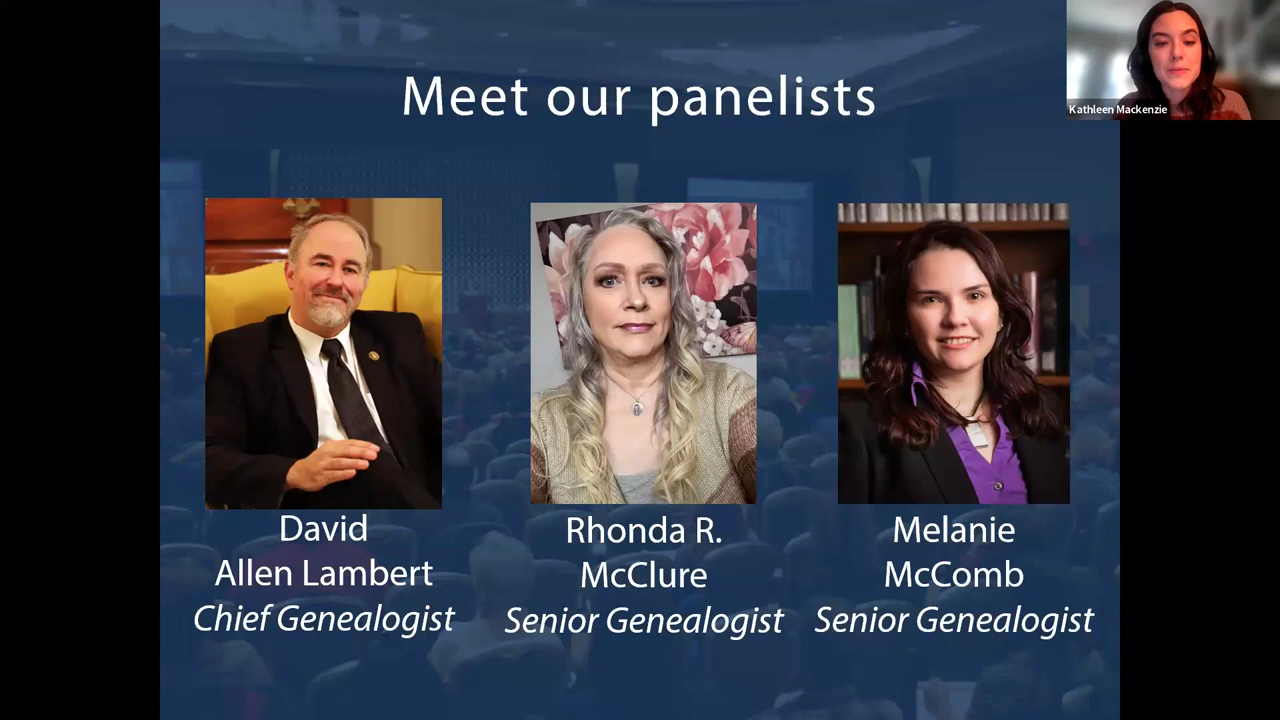 Meet our panelists
Kathleen Mackenzie
David
Allen Lambert
Chief Genealogist
Rhonda R.
McClure
Senior Genealogist
Melanie
McComb
Senior Genealogist